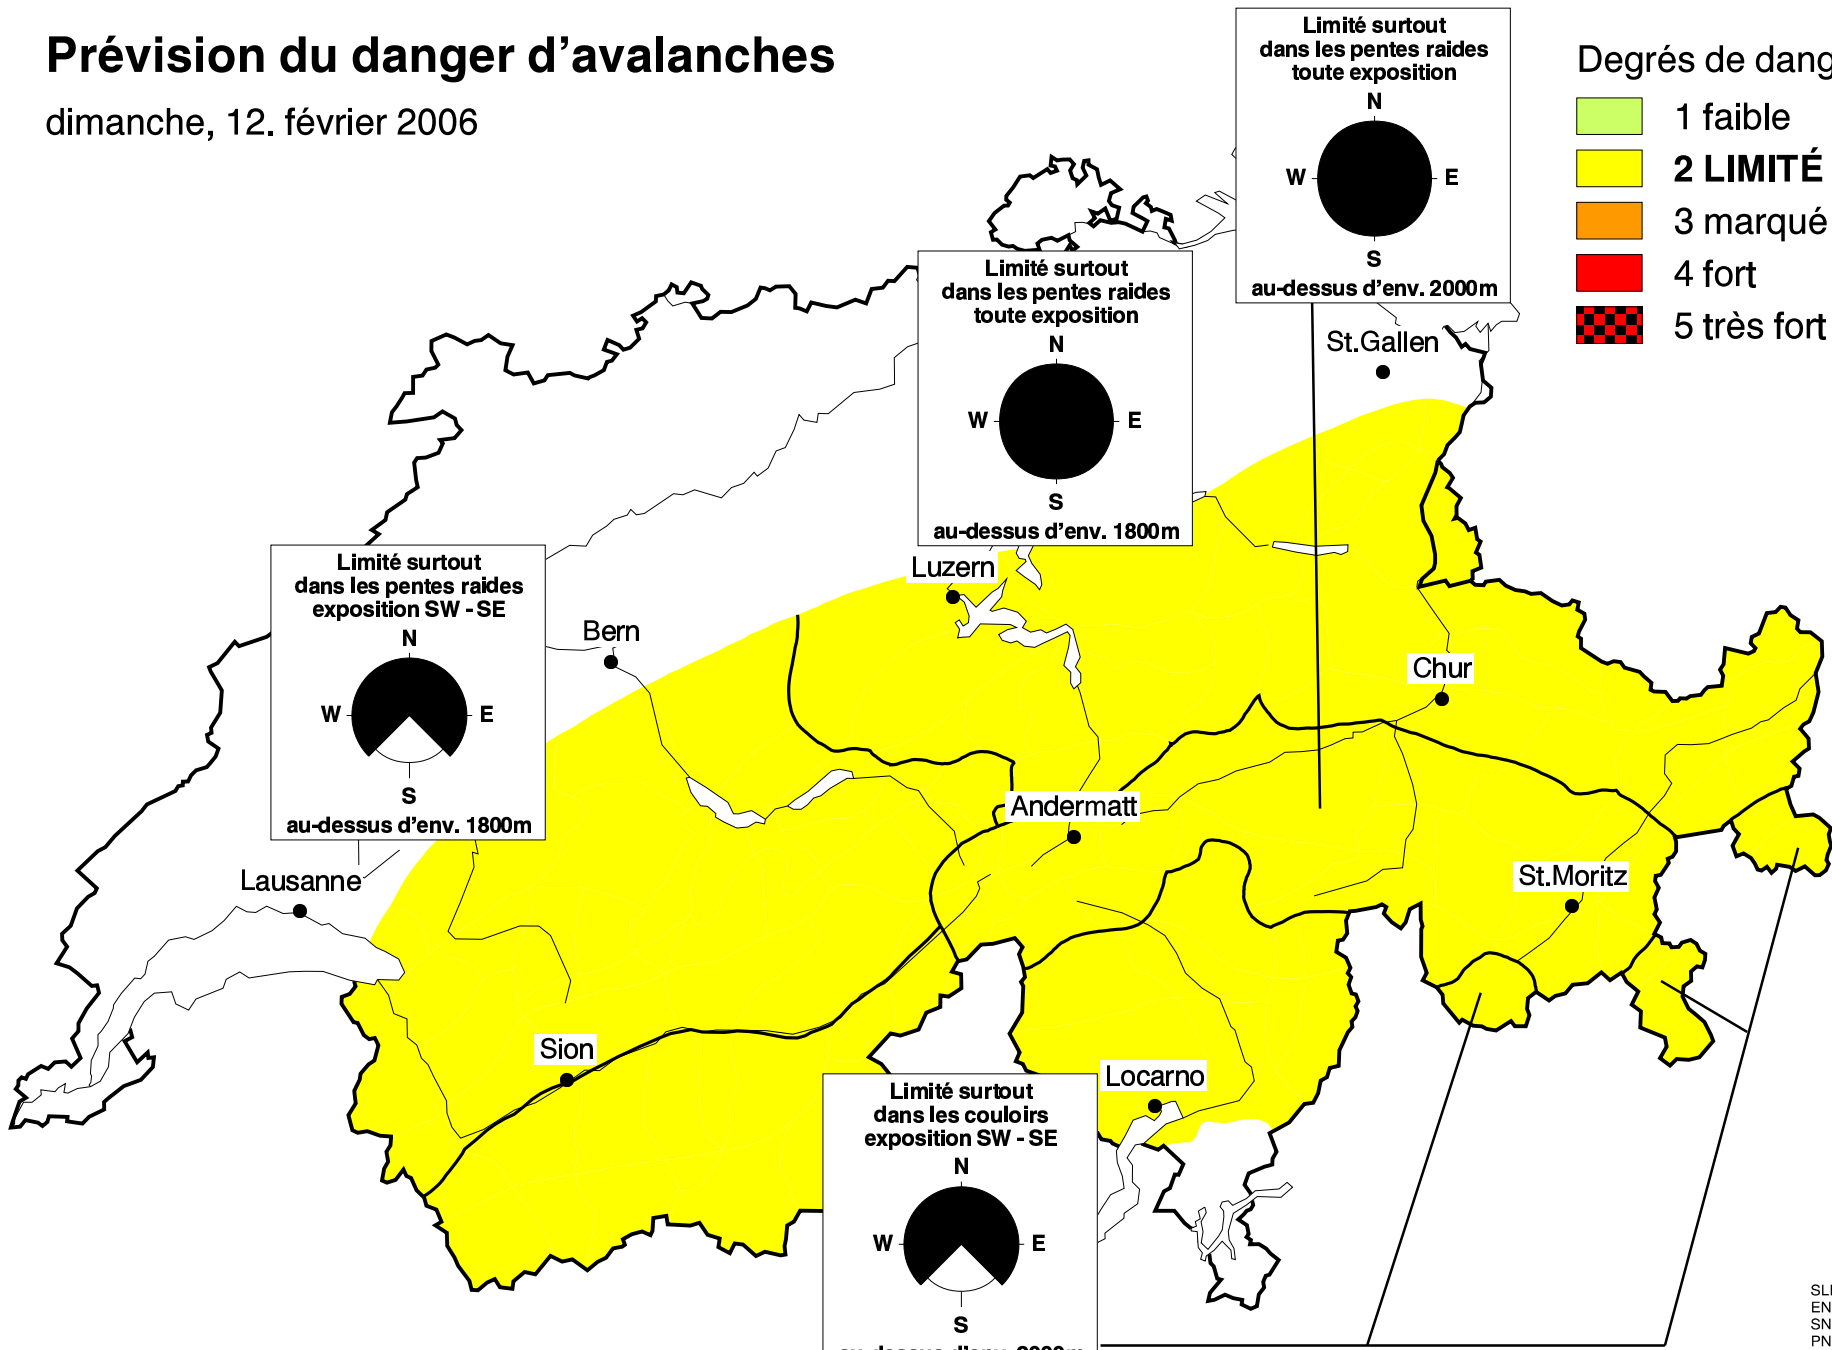 Prévision du danger d'avalanches
dimanche, 12. février 2006
Limité surtout
dans les pentes raides
toute exposition
N
W
E
S
au-dessus d'env. 2000m
Degrés de dang
1 faible
2 LIMITÉ
3 marqué
4 fort
5 très fort
Limité surtout
dans les pentes raides
toute exposition
N
W
E
S
au-dessus d'env. 1800m
St.Gallen
Limité surtout
dans les pentes raides
exposition SW - SE
N
W
E
S
au-dessus d'env. 1800m
Luzern
Bern
Chur
Andermatt
Lausanne
St.Moritz
Sion
Locarno
Limité surtout
dans les couloirs
exposition SW - SE
N
W
E
S
SL
EN
SN
PN